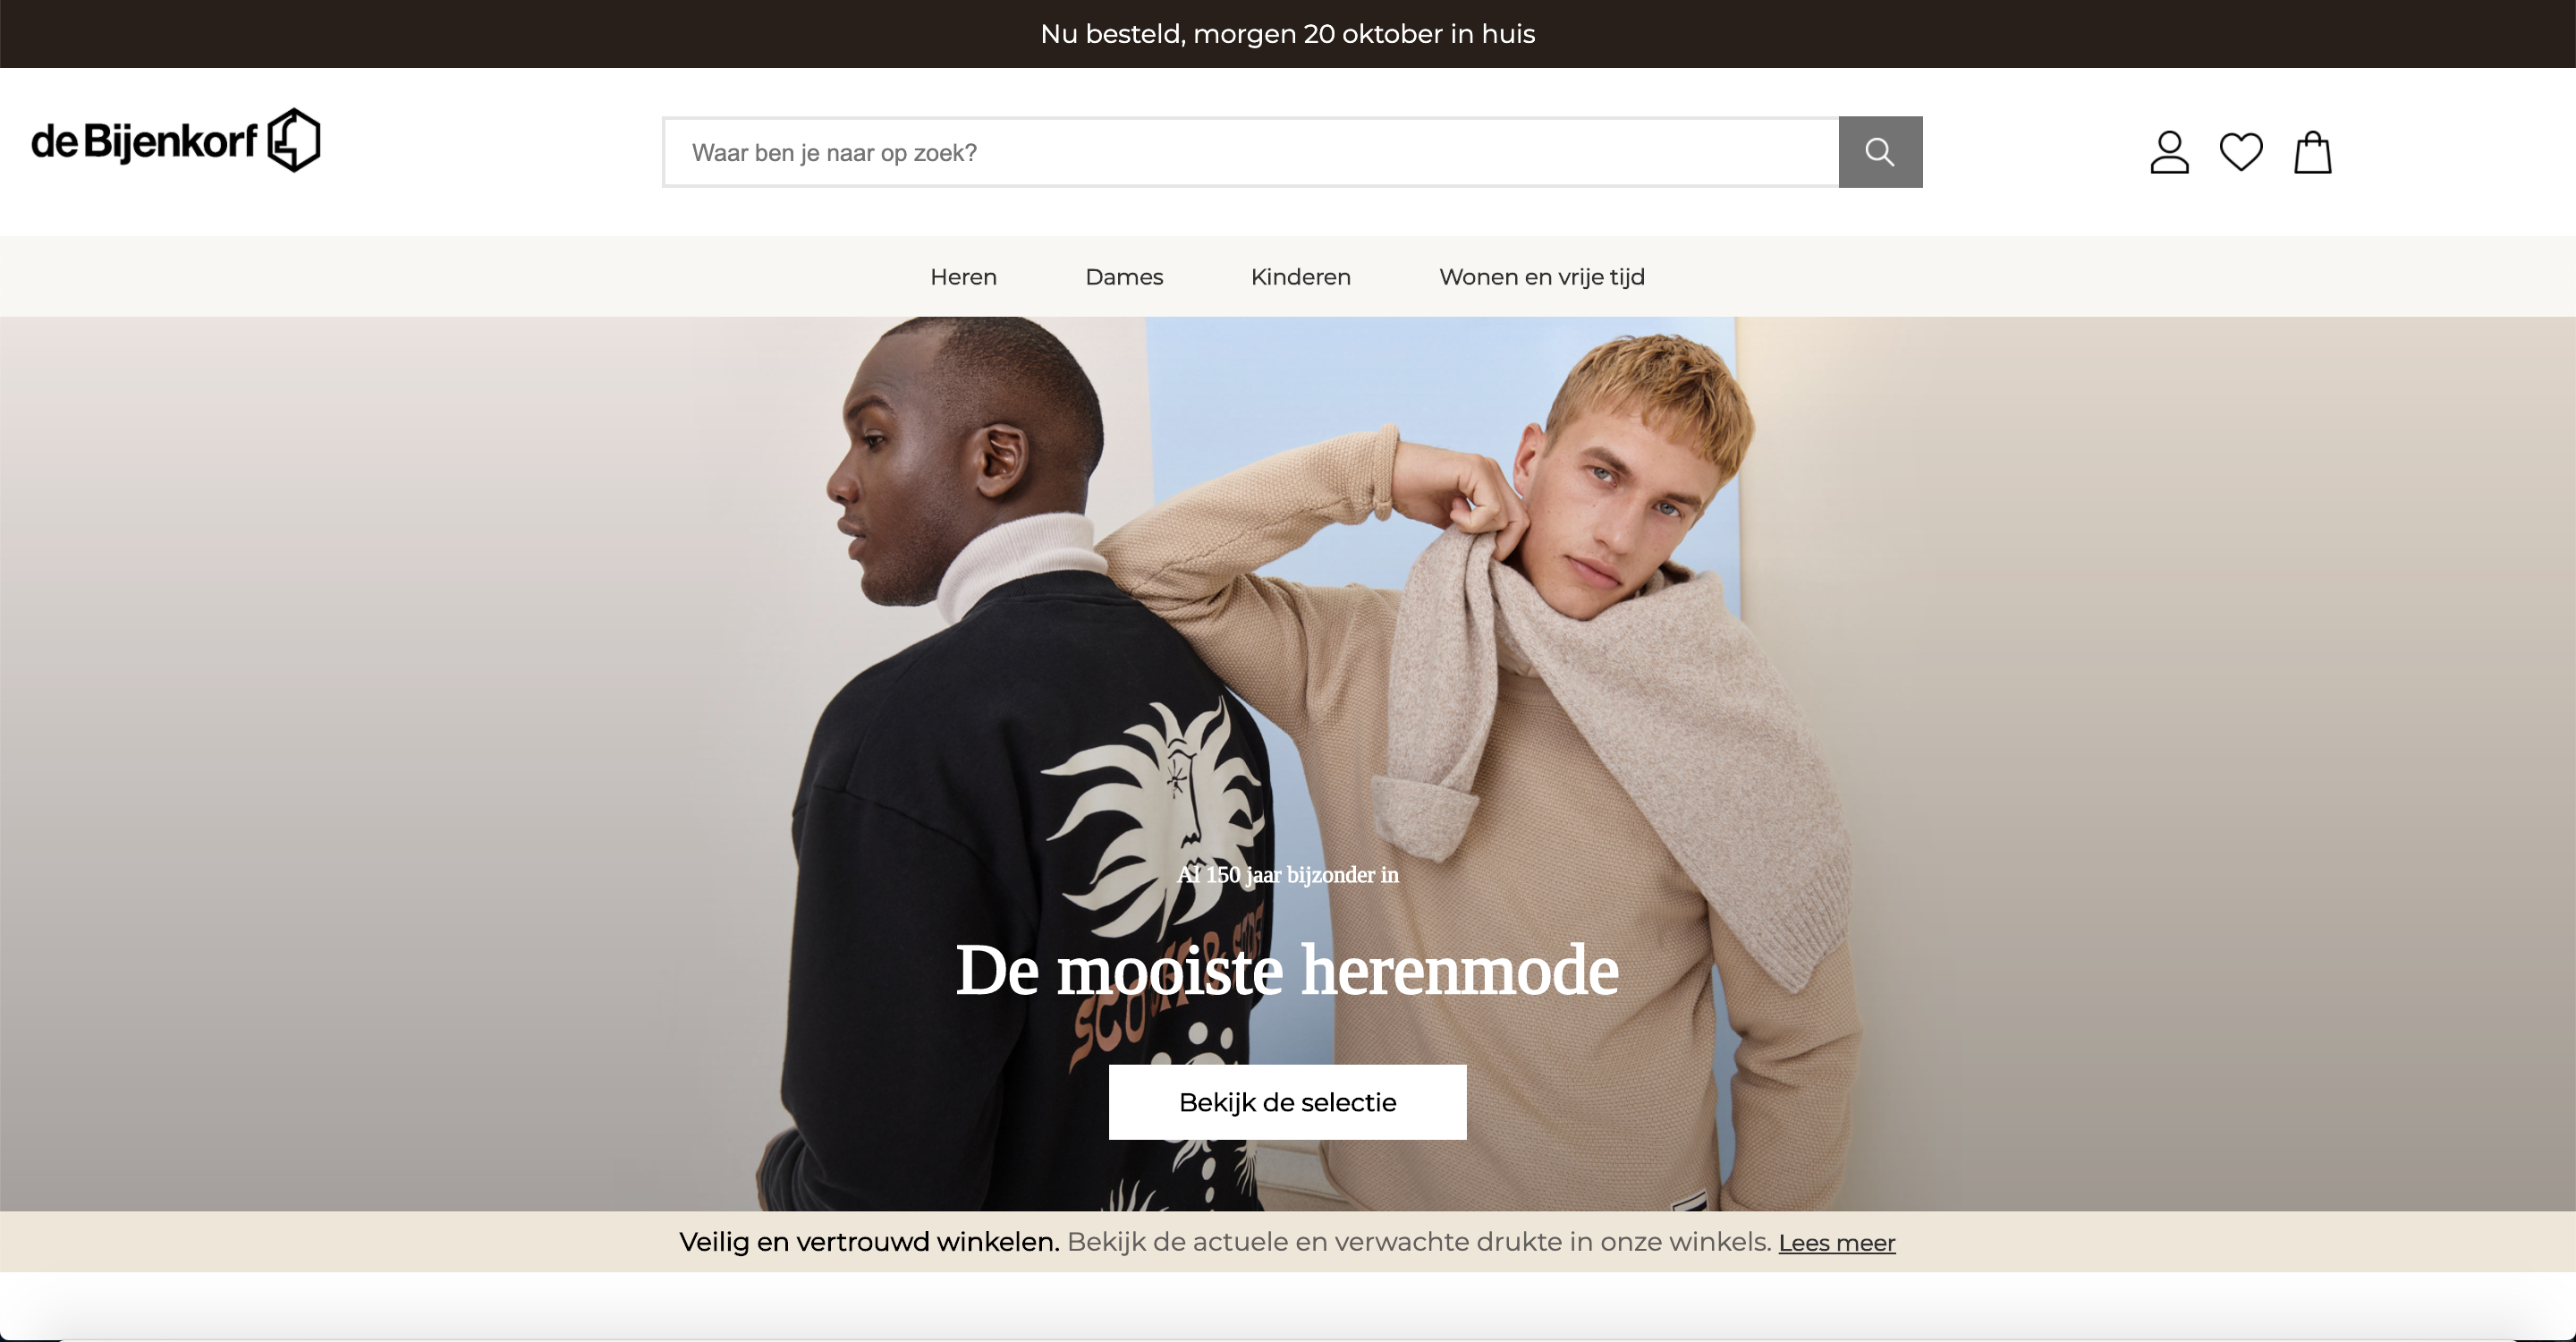 Nu besteld, morgen 20 oktober in huis
de Bijenkorf
Waar ben je naar op zoek?
Heren Dames Kinderen Wonen en vrije tijd
Al 150 jaar bijzonder in
De mooiste herenmode
Bekijk de selectie
Veilig en vertrouwd winkelen. Bekijk de actuele en verwachte drukte in onze winkels. Lees meer